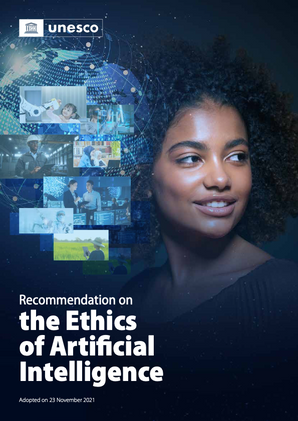 unesco
Recommendation on
the Ethics
of Artificial
Intelligence
Adopted on 23 November 2021